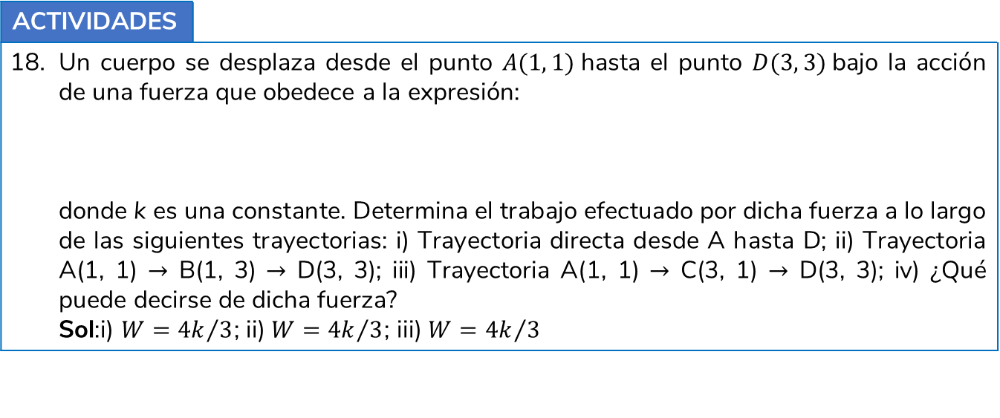 ACTIVIDADES
18. Un cuerpo se desplaza desde el punto A(1, 1) hasta el punto D(3, 3) bajo la acción
de una fuerza que obedece a la expresión:
donde k es una constante. Determina el trabajo efectuado por dicha fuerza a lo largo
de las siguientes trayectorias: i) Trayectoria directa desde A hasta D; ii) Trayectoria
A(1, 1) → B(1, 3) → D(3, 3); iii) Trayectoria A(1, 1) → C(3, 1) → D(3, 3); iv) ¿Qué
puede decirse de dicha fuerza?
Sol:i) W = 4k/3; ii) W = 4k/3; iii) W = 4k/3